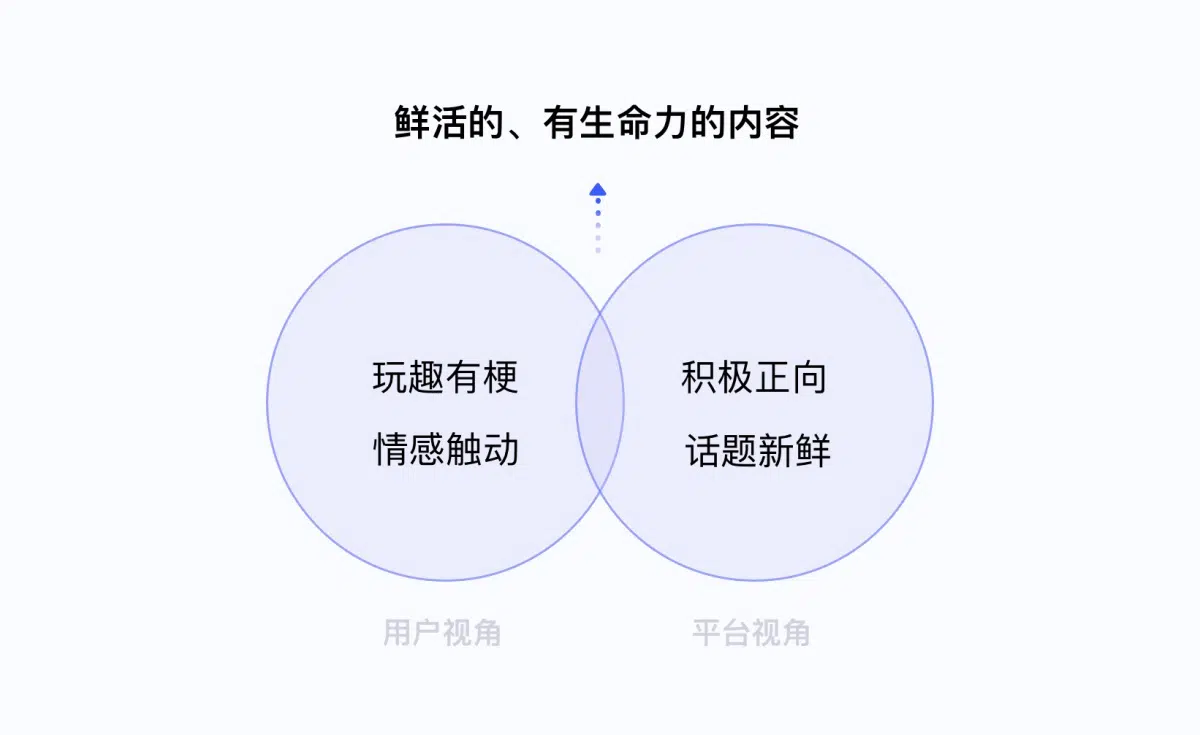 鲜活的、有生命力的内容
玩趣有梗
情感触动
积极正向
话题新鲜
用户视角
平台视角